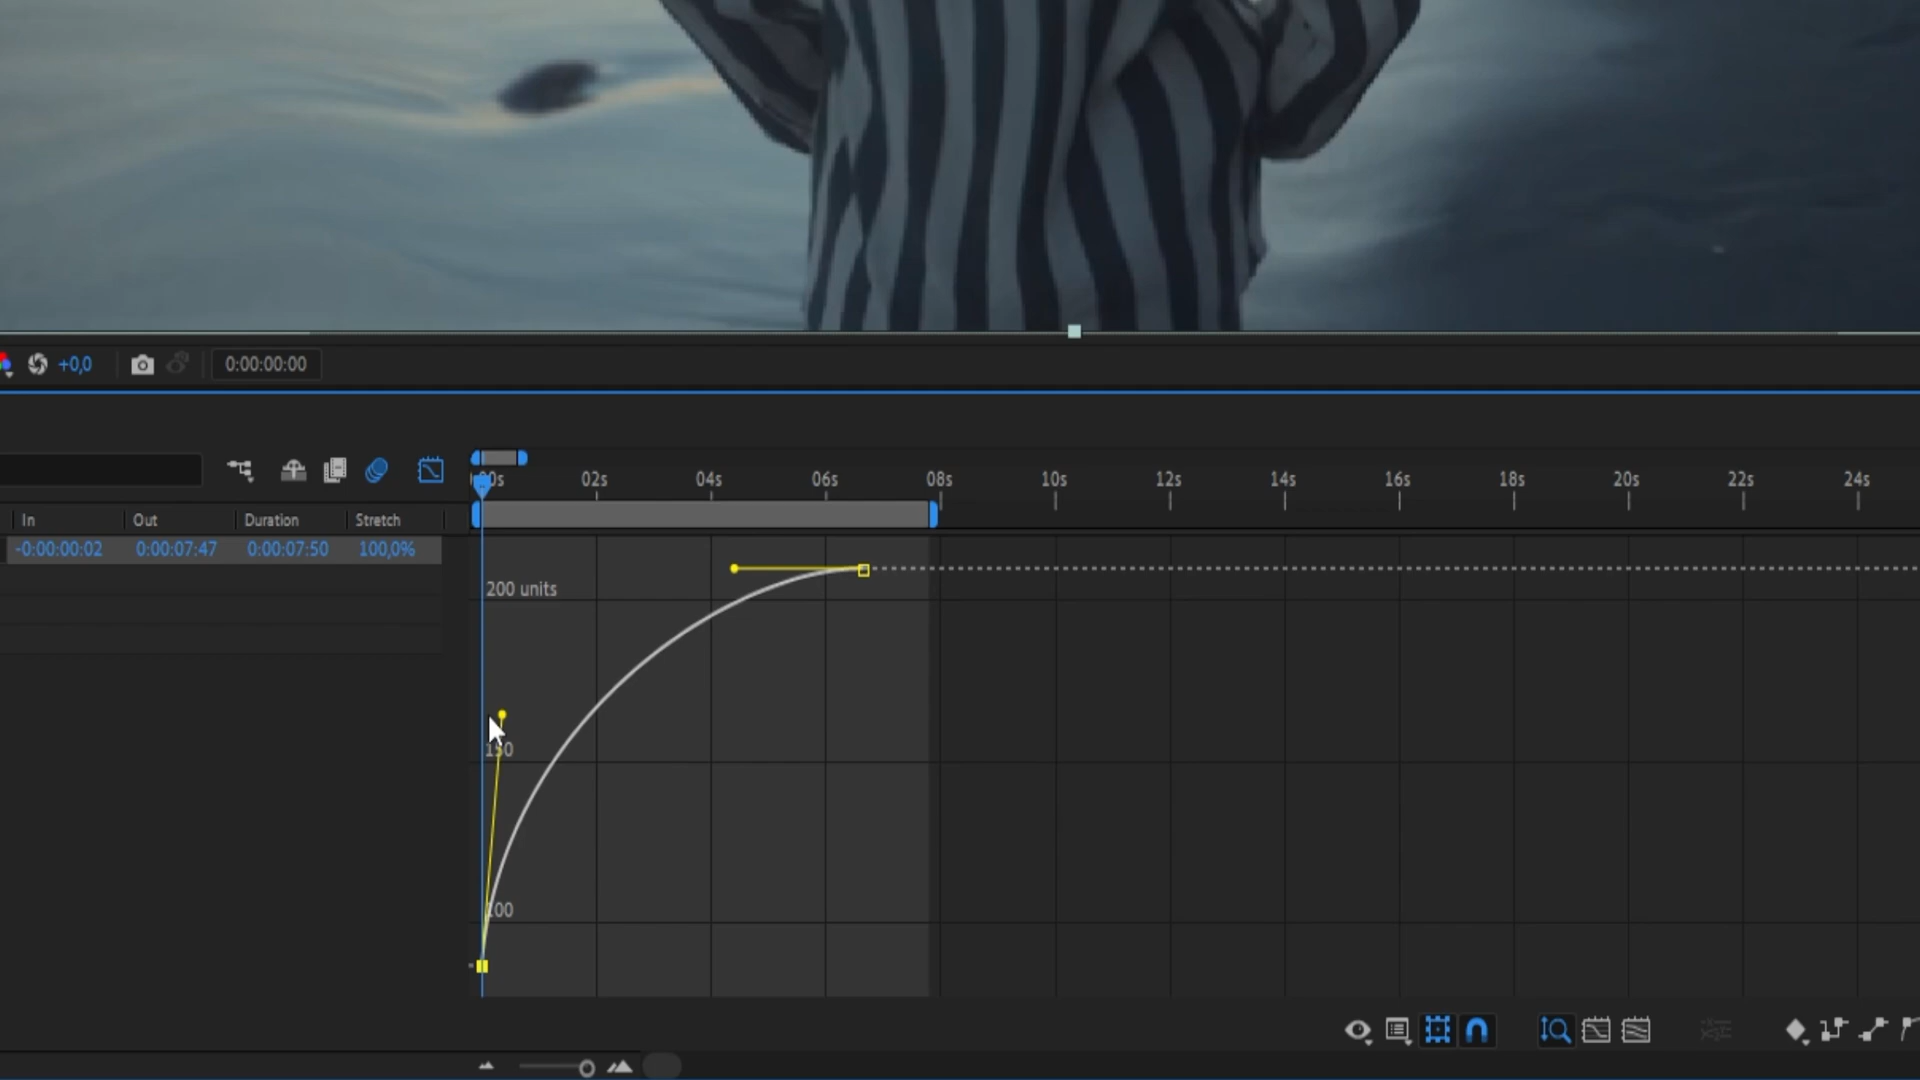 +0,0 0:00:00:00
00s 02s 04s 06s 08s 10s 12s 14s 16s 18s 20s 22s 24s
In Out Duration Stretch
-0:00:00:02 0:00:07:47 0:00:07:50 100,0%
200 units
150
100